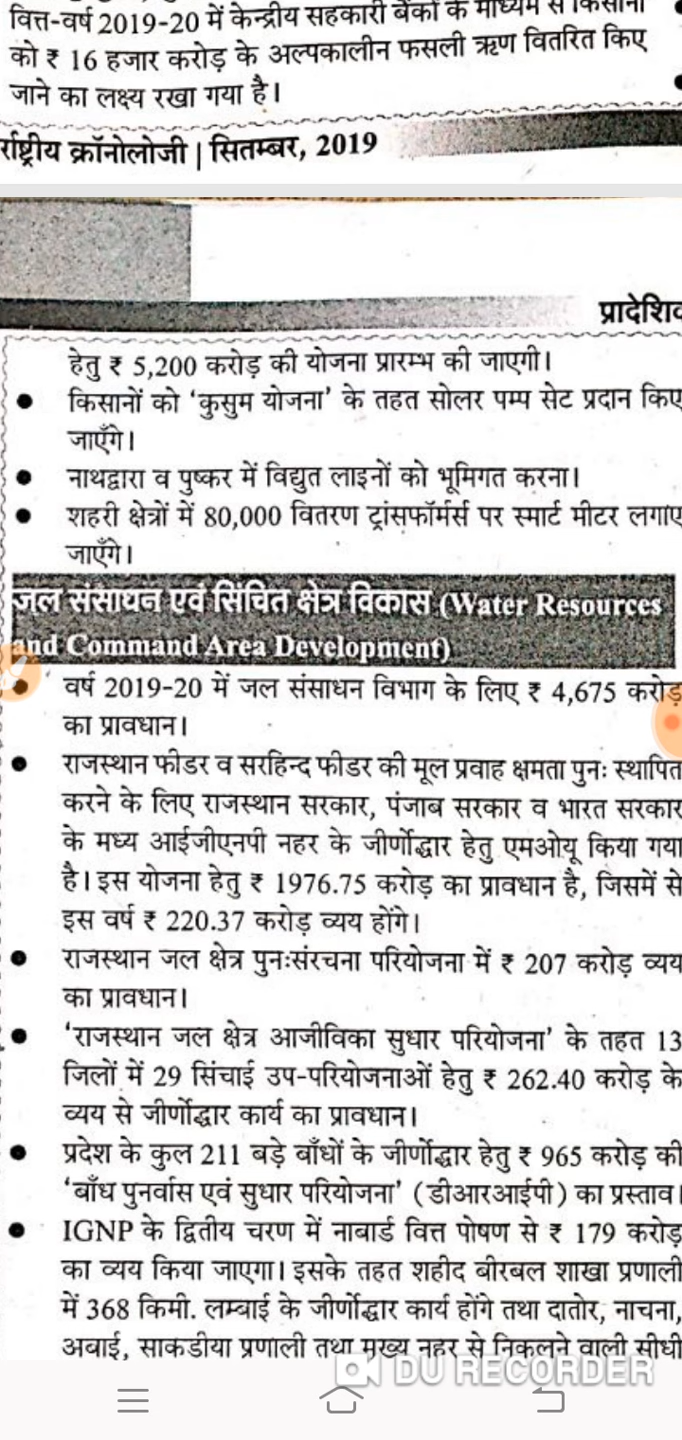 वित्त-वर्ष 2019-20 में केन्द्रीय सहकारी बैंकों के माध्यम से किसानों
को ₹ 16 हजार करोड़ के अल्पकालीन फसली ऋण वितरित किए
जाने का लक्ष्य रखा गया है।
र्राष्ट्रीय क्रॉनोलोजी | सितम्बर, 2019
प्रादेशिक
हेतु ₹ 5,200 करोड़ की योजना प्रारम्भ की जाएगी।
● किसानों को 'कुसुम योजना' के तहत सोलर पम्प सेट प्रदान किए
जाएँगे।
● नाथद्वारा व पुष्कर में विद्युत लाइनों को भूमिगत करना।
● शहरी क्षेत्रों में 80,000 वितरण ट्रांसफॉर्मर्स पर स्मार्ट मीटर लगाए
जाएँगे।
जल संसाधन एवं सिंचित क्षेत्र विकास (Water Resources
and Command Area Development)
● वर्ष 2019-20 में जल संसाधन विभाग के लिए ₹ 4,675 करोड़
का प्रावधान।
● राजस्थान फीडर व सरहिन्द फीडर की मूल प्रवाह क्षमता पुनः स्थापित
करने के लिए राजस्थान सरकार, पंजाब सरकार व भारत सरकार
के मध्य आईजीएनपी नहर के जीर्णोद्धार हेतु एमओयू किया गया
है। इस योजना हेतु ₹ 1976.75 करोड़ का प्रावधान है, जिसमें से
इस वर्ष ₹ 220.37 करोड़ व्यय होंगे।
● राजस्थान जल क्षेत्र पुनःसंरचना परियोजना में ₹ 207 करोड़ व्यय
का प्रावधान।
● 'राजस्थान जल क्षेत्र आजीविका सुधार परियोजना' के तहत 13
जिलों में 29 सिंचाई उप-परियोजनाओं हेतु ₹ 262.40 करोड़ के
व्यय से जीर्णोद्धार कार्य का प्रावधान।
● प्रदेश के कुल 211 बड़े बाँधों के जीर्णोद्धार हेतु ₹ 965 करोड़ की
'बाँध पुनर्वास एवं सुधार परियोजना' (डीआरआईपी) का प्रस्ताव।
● IGNP के द्वितीय चरण में नाबार्ड वित्त पोषण से ₹ 179 करोड़
का व्यय किया जाएगा। इसके तहत शहीद बीरबल शाखा प्रणाली
में 368 किमी. लम्बाई के जीर्णोद्धार कार्य होंगे तथा दातोर, नाचना,
अवाई, साकडीया प्रणाली तथा मुख्य नहर से निकलने वाली सीधी
DU RECORDER